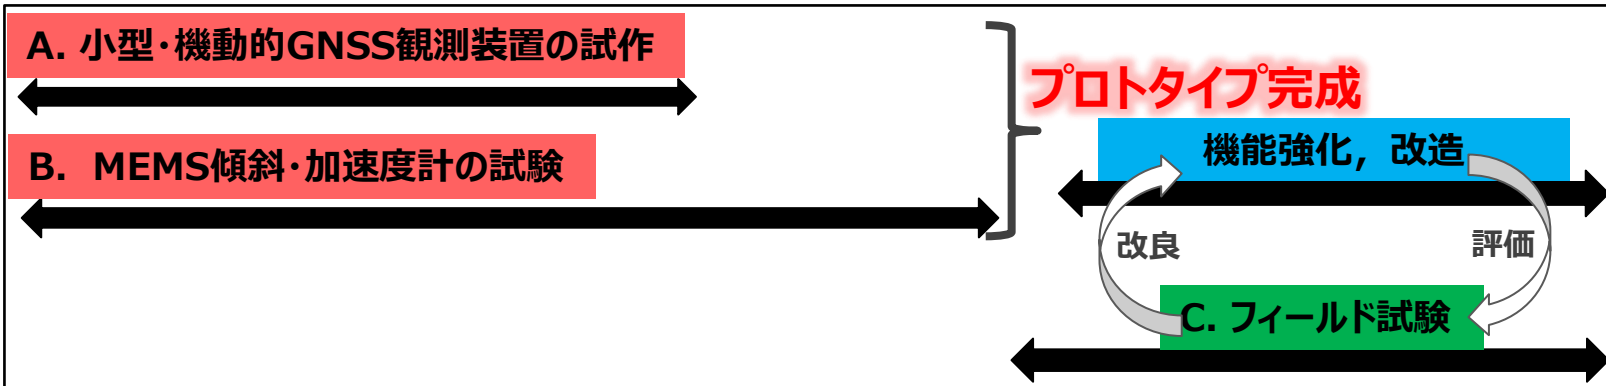 A. 小型・機動的GNSS観測装置の試作
プロトタイプ完成
機能強化，改造
B. MEMS傾斜・加速度計の試験
改良
評価
C. フィールド試験